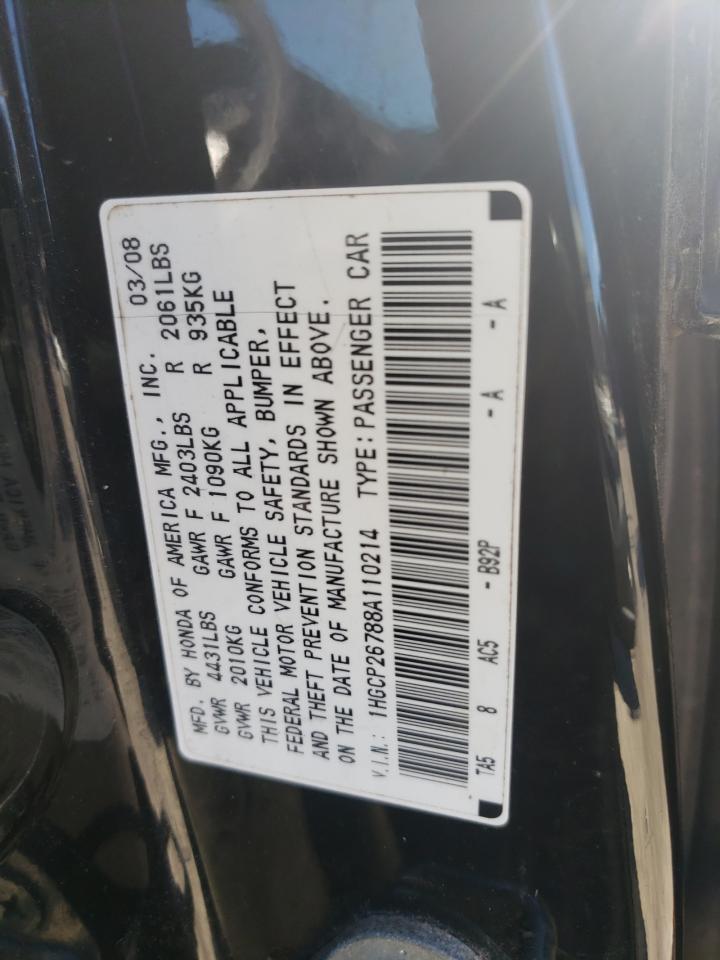 MFD. BY HONDA OF AMERICA MFG., INC. 03/08
GVWR 4431LBS GAWR F 2403LBS R 2061LBS
GVWR 2010KG GAWR F 1090KG R 935KG
THIS VEHICLE CONFORMS TO ALL APPLICABLE
FEDERAL MOTOR VEHICLE SAFETY, BUMPER,
AND THEFT PREVENTION STANDARDS IN EFFECT
ON THE DATE OF MANUFACTURE SHOWN ABOVE.
V.I.N.: 1HGCP26788A110214 TYPE: PASSENGER CAR
TA5 8 AC5 - B92P - A - A